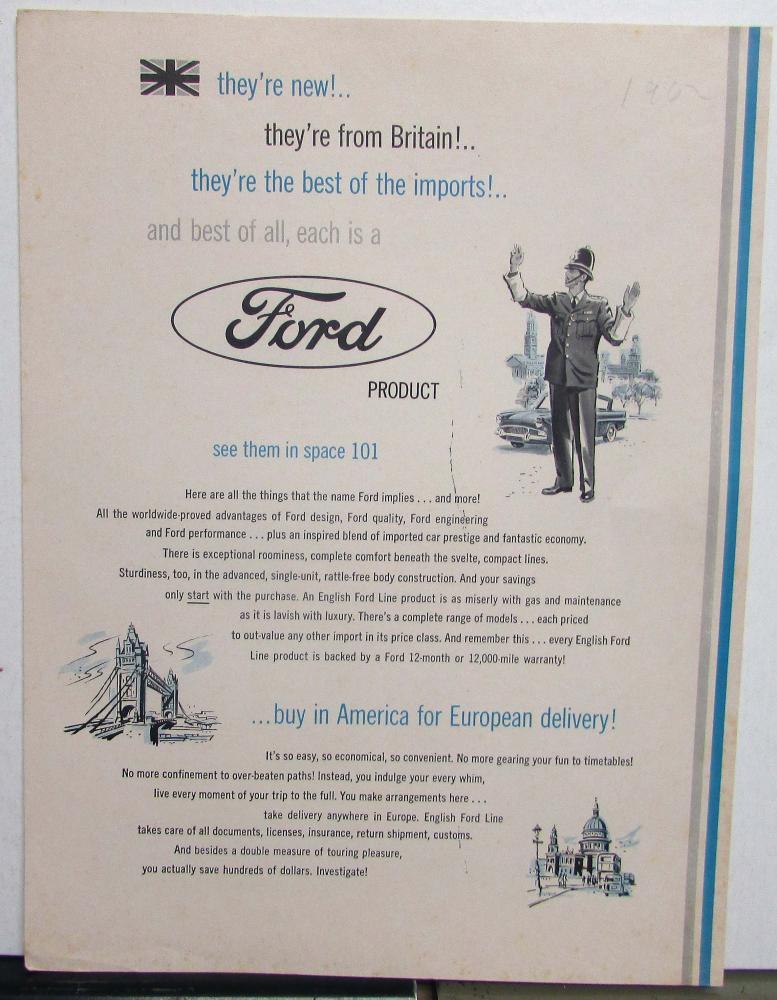 1962
they're new!..
they're from Britain!..
they're the best of the imports!..
and best of all, each is a
Ford
PRODUCT
see them in space 101
Here are all the things that the name Ford implies . . . and more!
All the worldwide-proved advantages of Ford design, Ford quality, Ford engineering
and Ford performance . . . plus an inspired blend of imported car prestige and fantastic economy.
There is exceptional roominess, complete comfort beneath the svelte, compact lines.
Sturdiness, too, in the advanced, single-unit, rattle-free body construction. And your savings
only start with the purchase. An English Ford Line product is as miserly with gas and maintenance
as it is lavish with luxury. There's a complete range of models . . . each priced
to out-value any other import in its price class. And remember this . . . every English Ford
Line product is backed by a Ford 12-month or 12,000-mile warranty!
...buy in America for European delivery!
It's so easy, so economical, so convenient. No more gearing your fun to timetables!
No more confinement to over-beaten paths! Instead, you indulge your every whim,
live every moment of your trip to the full. You make arrangements here . . .
take delivery anywhere in Europe. English Ford Line
takes care of all documents, licenses, insurance, return shipment, customs.
And besides a double measure of touring pleasure,
you actually save hundreds of dollars. Investigate!